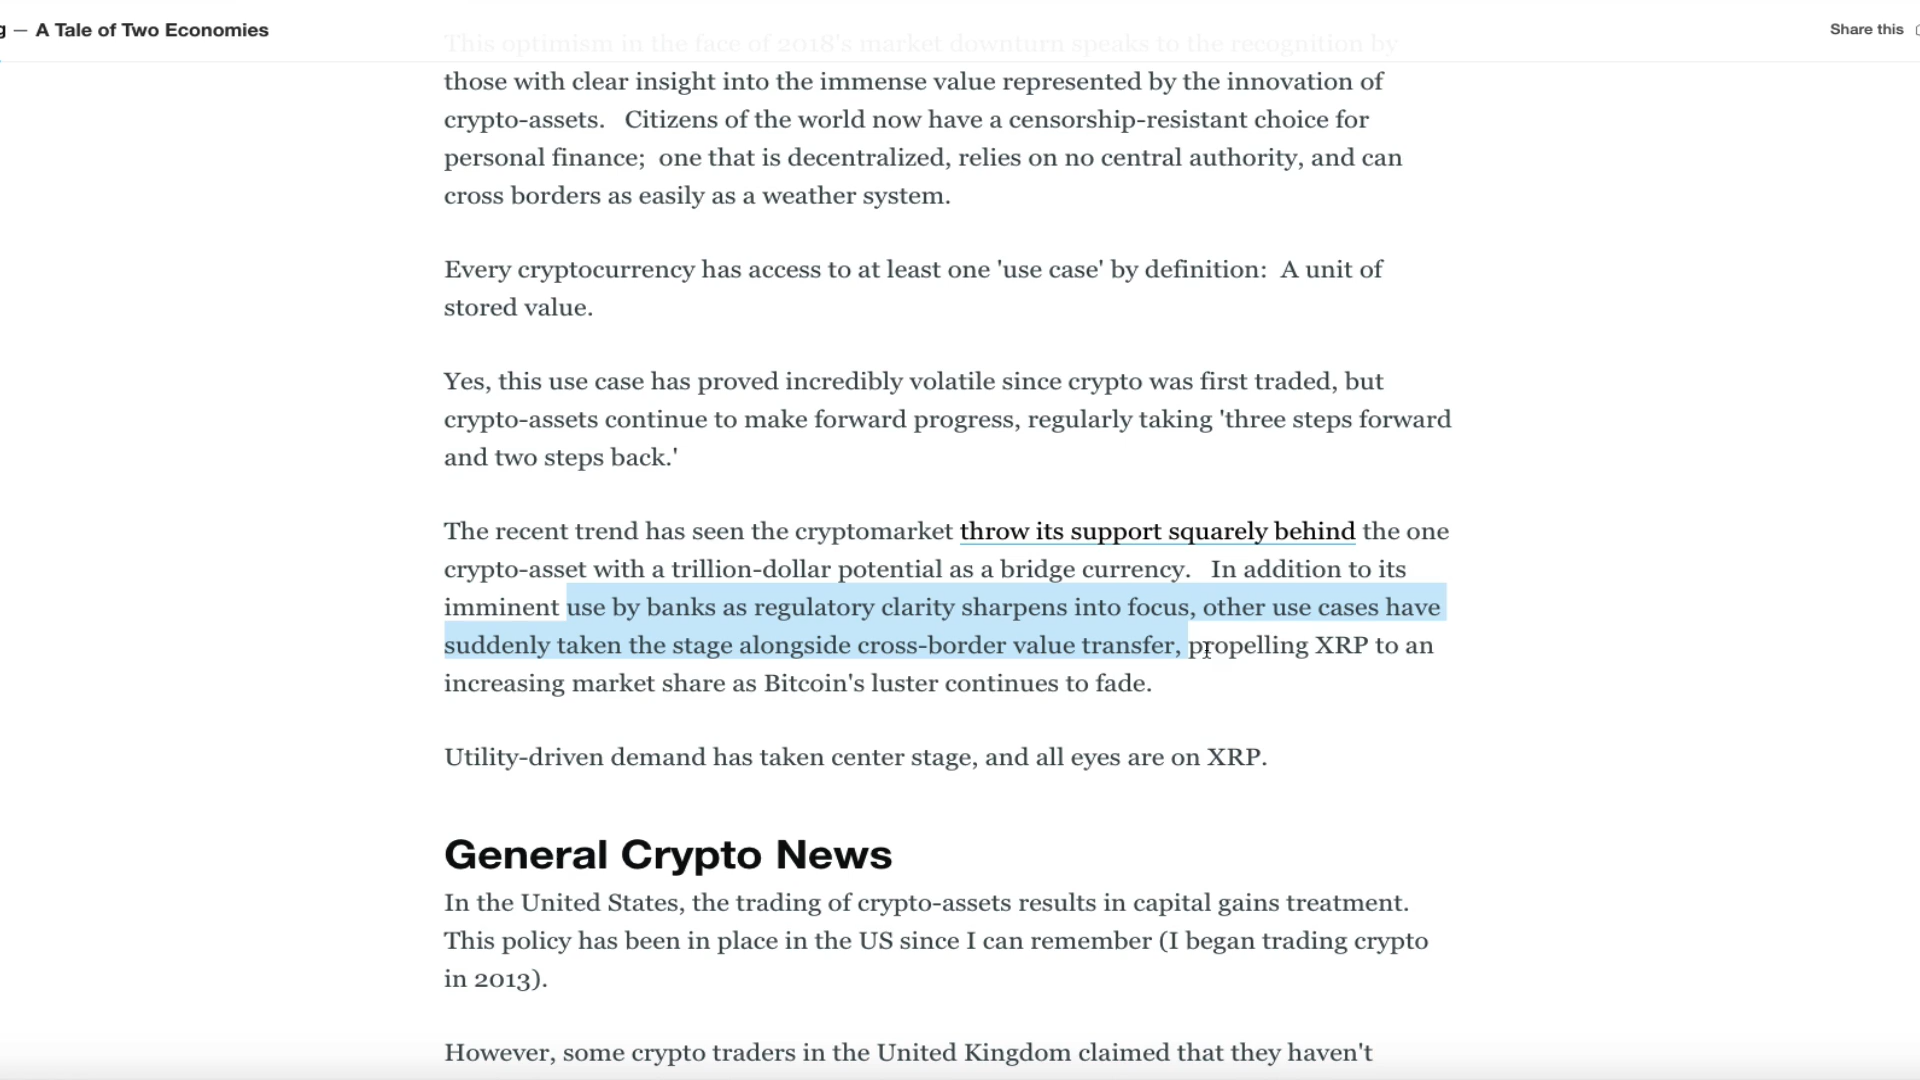 g — A Tale of Two Economies
Share this
This optimism in the face of 2018's market downturn speaks to the recognition by
those with clear insight into the immense value represented by the innovation of
crypto-assets. Citizens of the world now have a censorship-resistant choice for
personal finance; one that is decentralized, relies on no central authority, and can
cross borders as easily as a weather system.
Every cryptocurrency has access to at least one 'use case' by definition: A unit of
stored value.
Yes, this use case has proved incredibly volatile since crypto was first traded, but
crypto-assets continue to make forward progress, regularly taking 'three steps forward
and two steps back.'
The recent trend has seen the cryptomarket throw its support squarely behind the one
crypto-asset with a trillion-dollar potential as a bridge currency. In addition to its
imminent use by banks as regulatory clarity sharpens into focus, other use cases have
suddenly taken the stage alongside cross-border value transfer, propelling XRP to an
increasing market share as Bitcoin's luster continues to fade.
Utility-driven demand has taken center stage, and all eyes are on XRP.
General Crypto News
In the United States, the trading of crypto-assets results in capital gains treatment.
This policy has been in place in the US since I can remember (I began trading crypto
in 2013).
However, some crypto traders in the United Kingdom claimed that they haven't